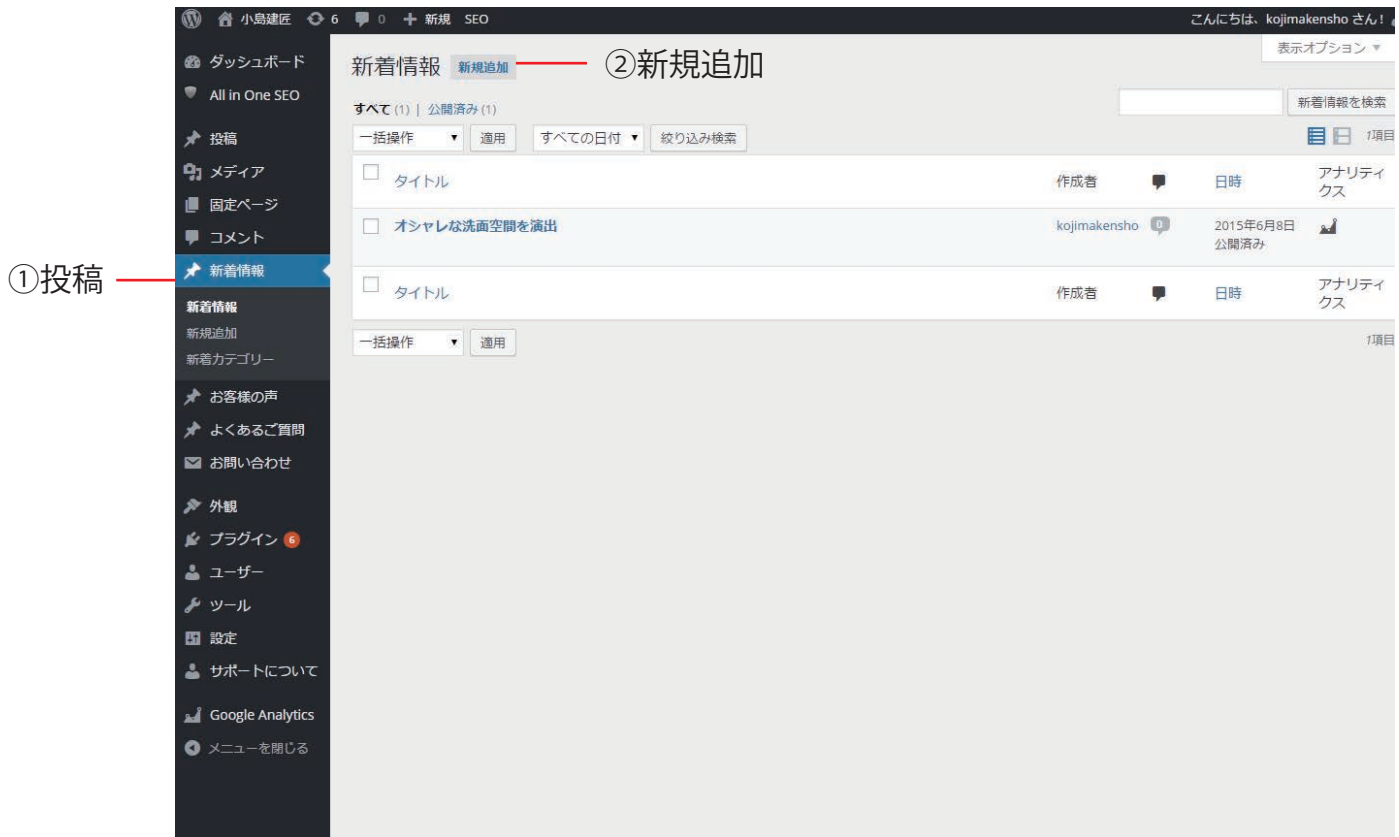 小島建匠 6 0 新規 SEO こんにちは、kojimakensho さん!
表示オプション ▼
ダッシュボード
All in One SEO
投稿
メディア
固定ページ
コメント
新着情報
新着情報
新規追加
新着カテゴリー
お客様の声
よくあるご質問
お問い合わせ
外観
プラグイン 6
ユーザー
ツール
設定
サポートについて
Google Analytics
メニューを閉じる
①投稿
新着情報 新規追加 ②新規追加
すべて (1) | 公開済み (1)
新着情報を検索
一括操作 ▼ 適用 すべての日付 ▼ 絞り込み検索 1項目
タイトル 作成者 日時 アナリティ
クス
オシャレな洗面空間を演出 kojimakensho 0 2015年6月8日
公開済み
タイトル 作成者 日時 アナリティ
クス
一括操作 ▼ 適用 1項目